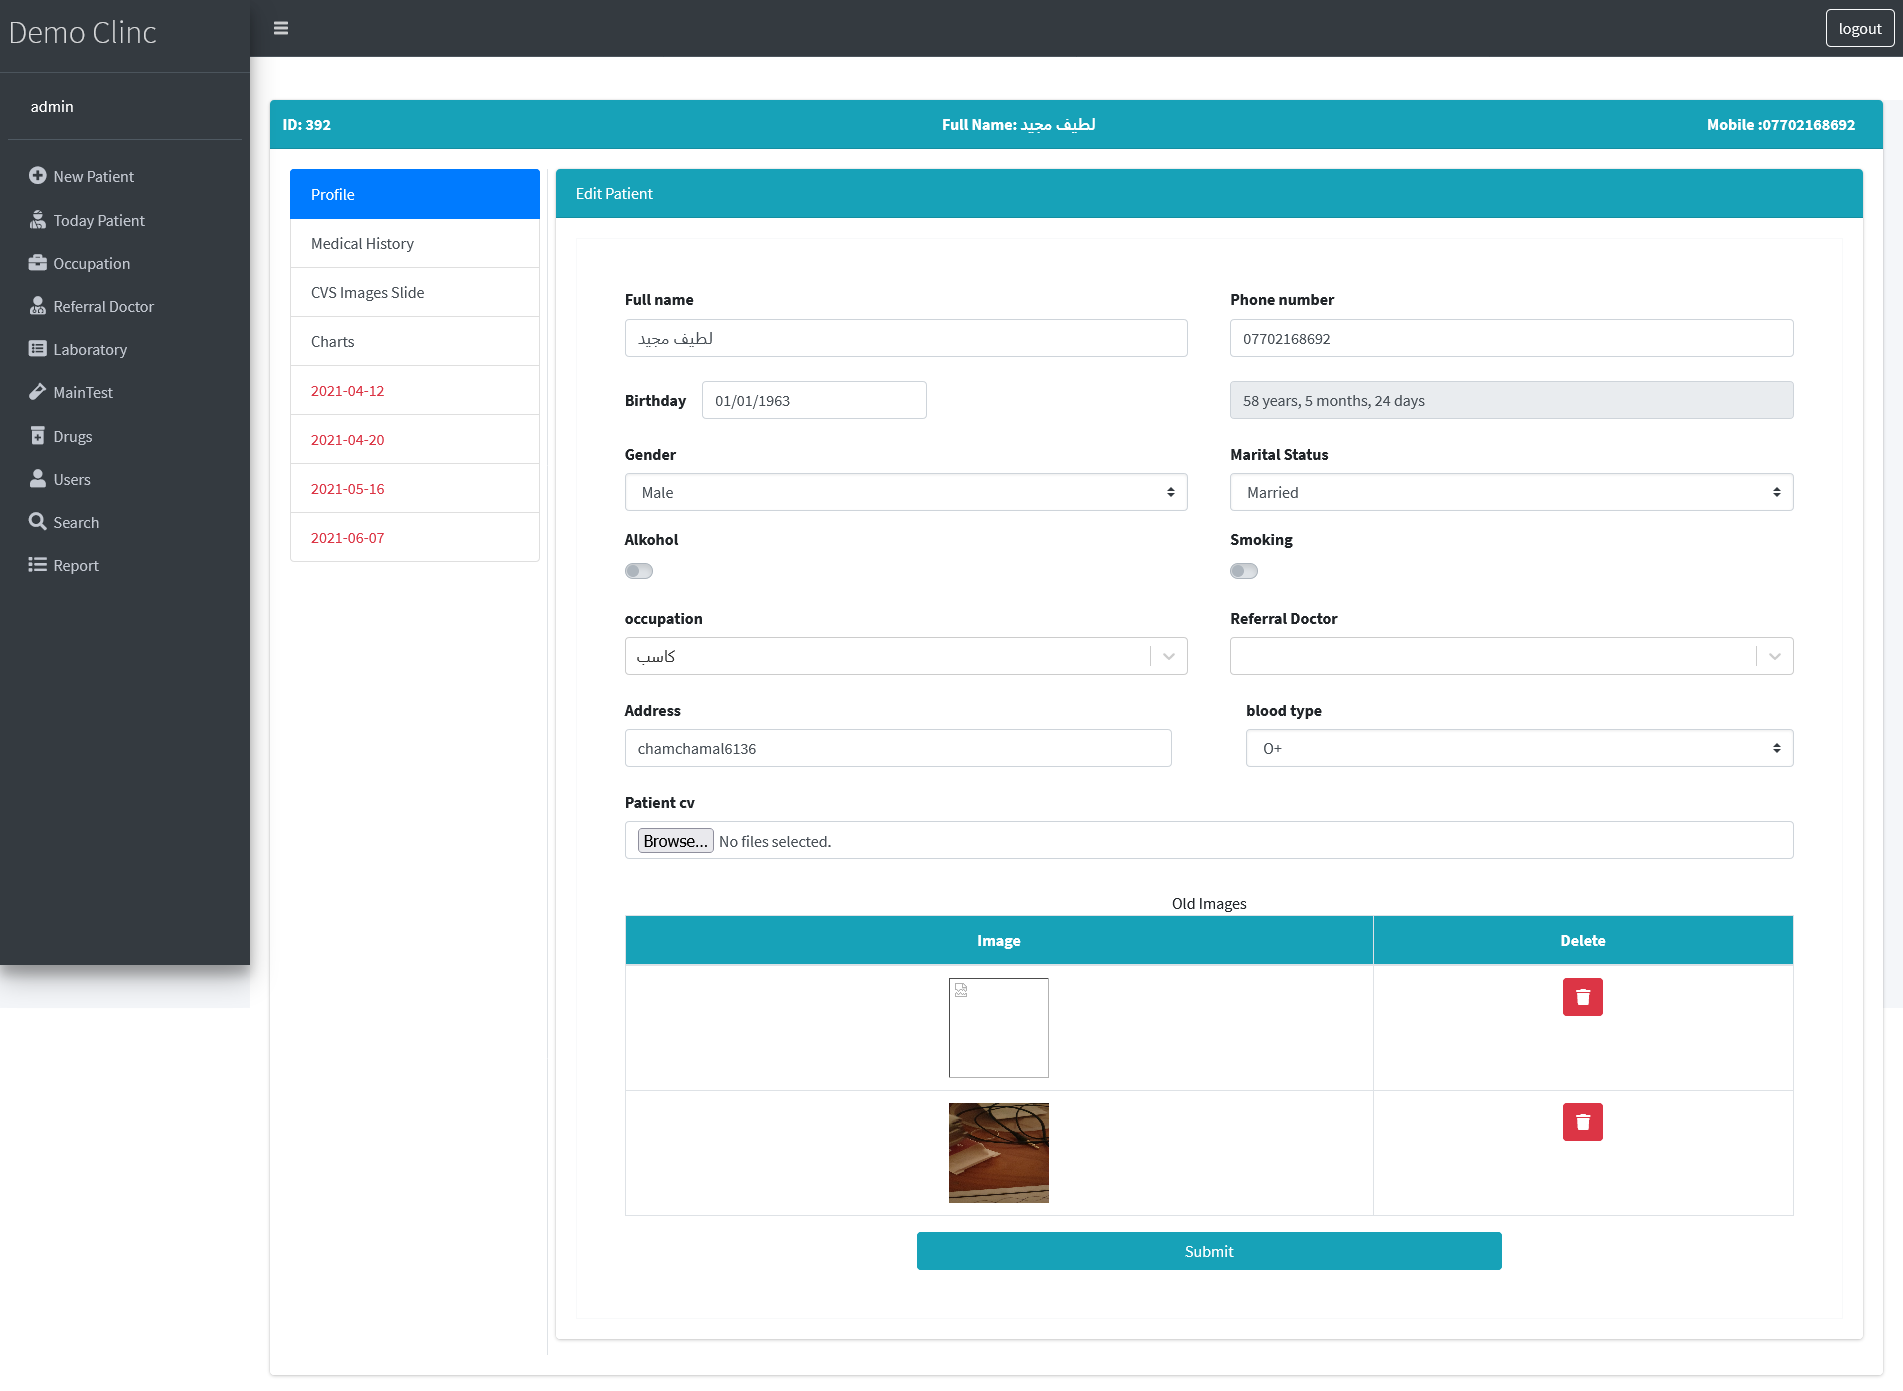 Demo Clinc
logout
admin
New Patient
Today Patient
Occupation
Referral Doctor
Laboratory
MainTest
Drugs
Users
Search
Report
ID: 392
Full Name: لطيف مجيد
Mobile :07702168692
Profile
Medical History
CVS Images Slide
Charts
2021-04-12
2021-04-20
2021-05-16
2021-06-07
Edit Patient
Full name
Phone number
لطيف مجيد
07702168692
Birthday
01/01/1963
58 years, 5 months, 24 days
Gender
Marital Status
Male
Married
Alkohol
Smoking
occupation
Referral Doctor
كاسب
Address
blood type
chamchamal6136
O+
Patient cv
Browse... No files selected.
Old Images
Image
Delete
Submit